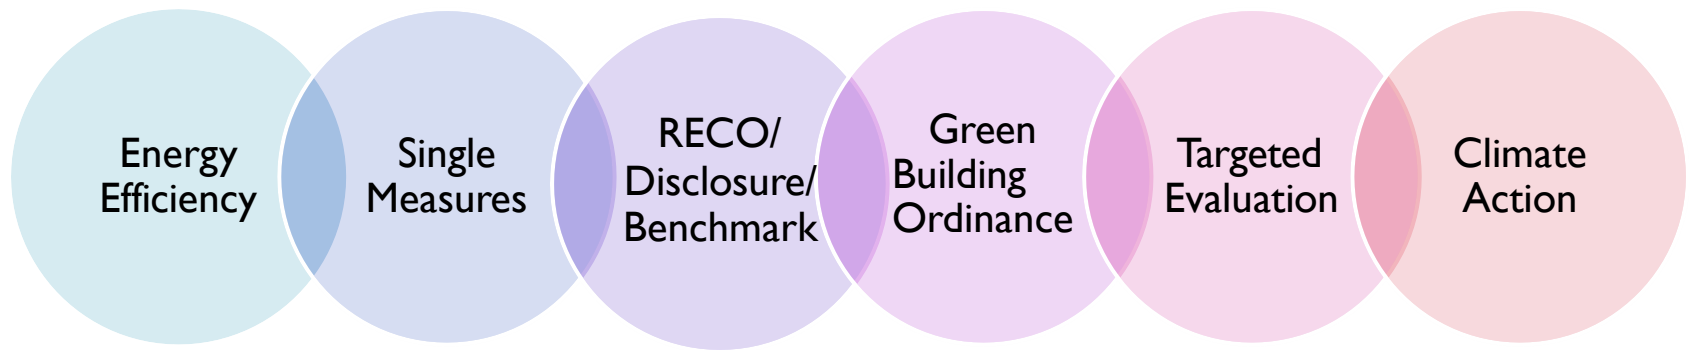 Energy
Efficiency
Single
Measures
RECO/
Disclosure/
Benchmark
Green
Building
Ordinance
Targeted
Evaluation
Climate
Action